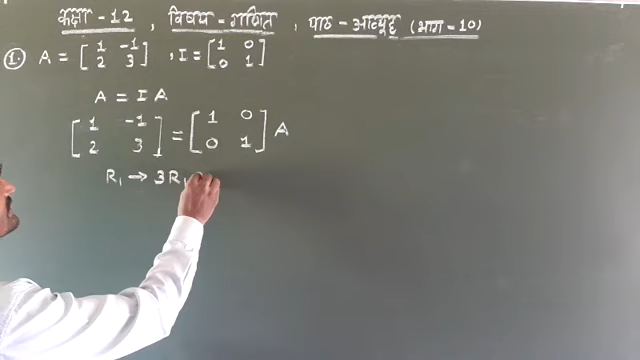 कक्षा - 12 , विषय - गणित , पाठ - आव्यूह (भाग - 10)
1. A = [1 -1 2 3] , I = [1 0 0 1]
A = I A
[1 -1 2 3] = [1 0 0 1] A
R₁ → 3R₁